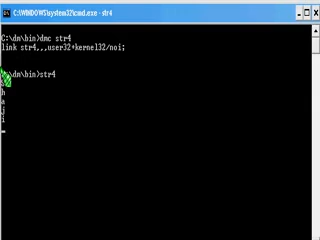 C:\WINDOWS\system32\cmd.exe - str4
C:\dm\bin>dmc str4
link str4,,,user32+kernel32/noi;
\dm\bin>str4
h
a
d
i